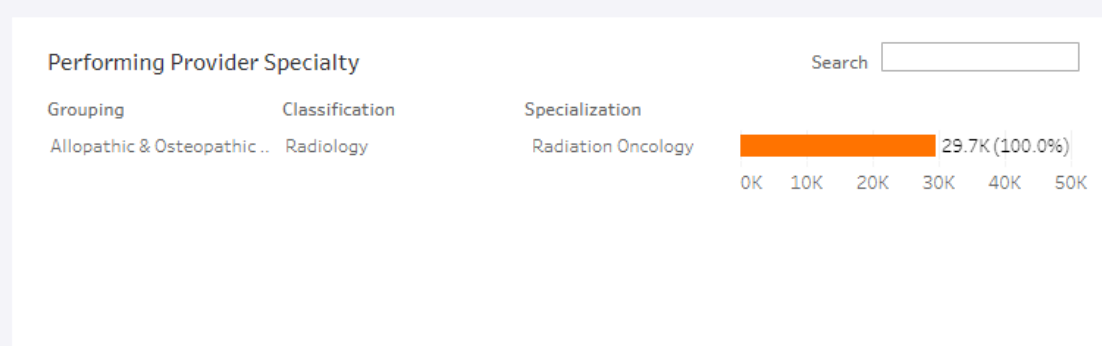 Performing Provider Specialty
Search
Grouping Classification Specialization
Allopathic & Osteopathic .. Radiology Radiation Oncology 29.7K (100.0%)
0K 10K 20K 30K 40K 50K